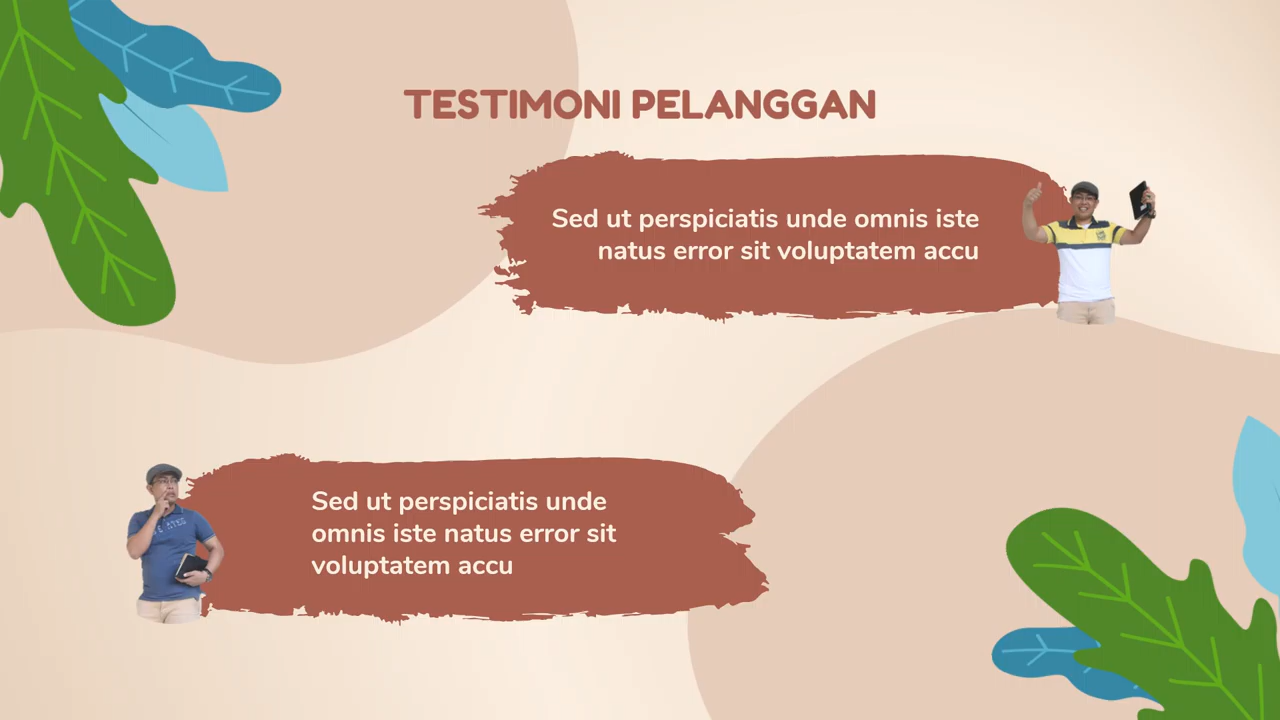 TESTIMONI PELANGGAN
Sed ut perspiciatis unde omnis iste
natus error sit voluptatem accu
Sed ut perspiciatis unde
omnis iste natus error sit
voluptatem accu